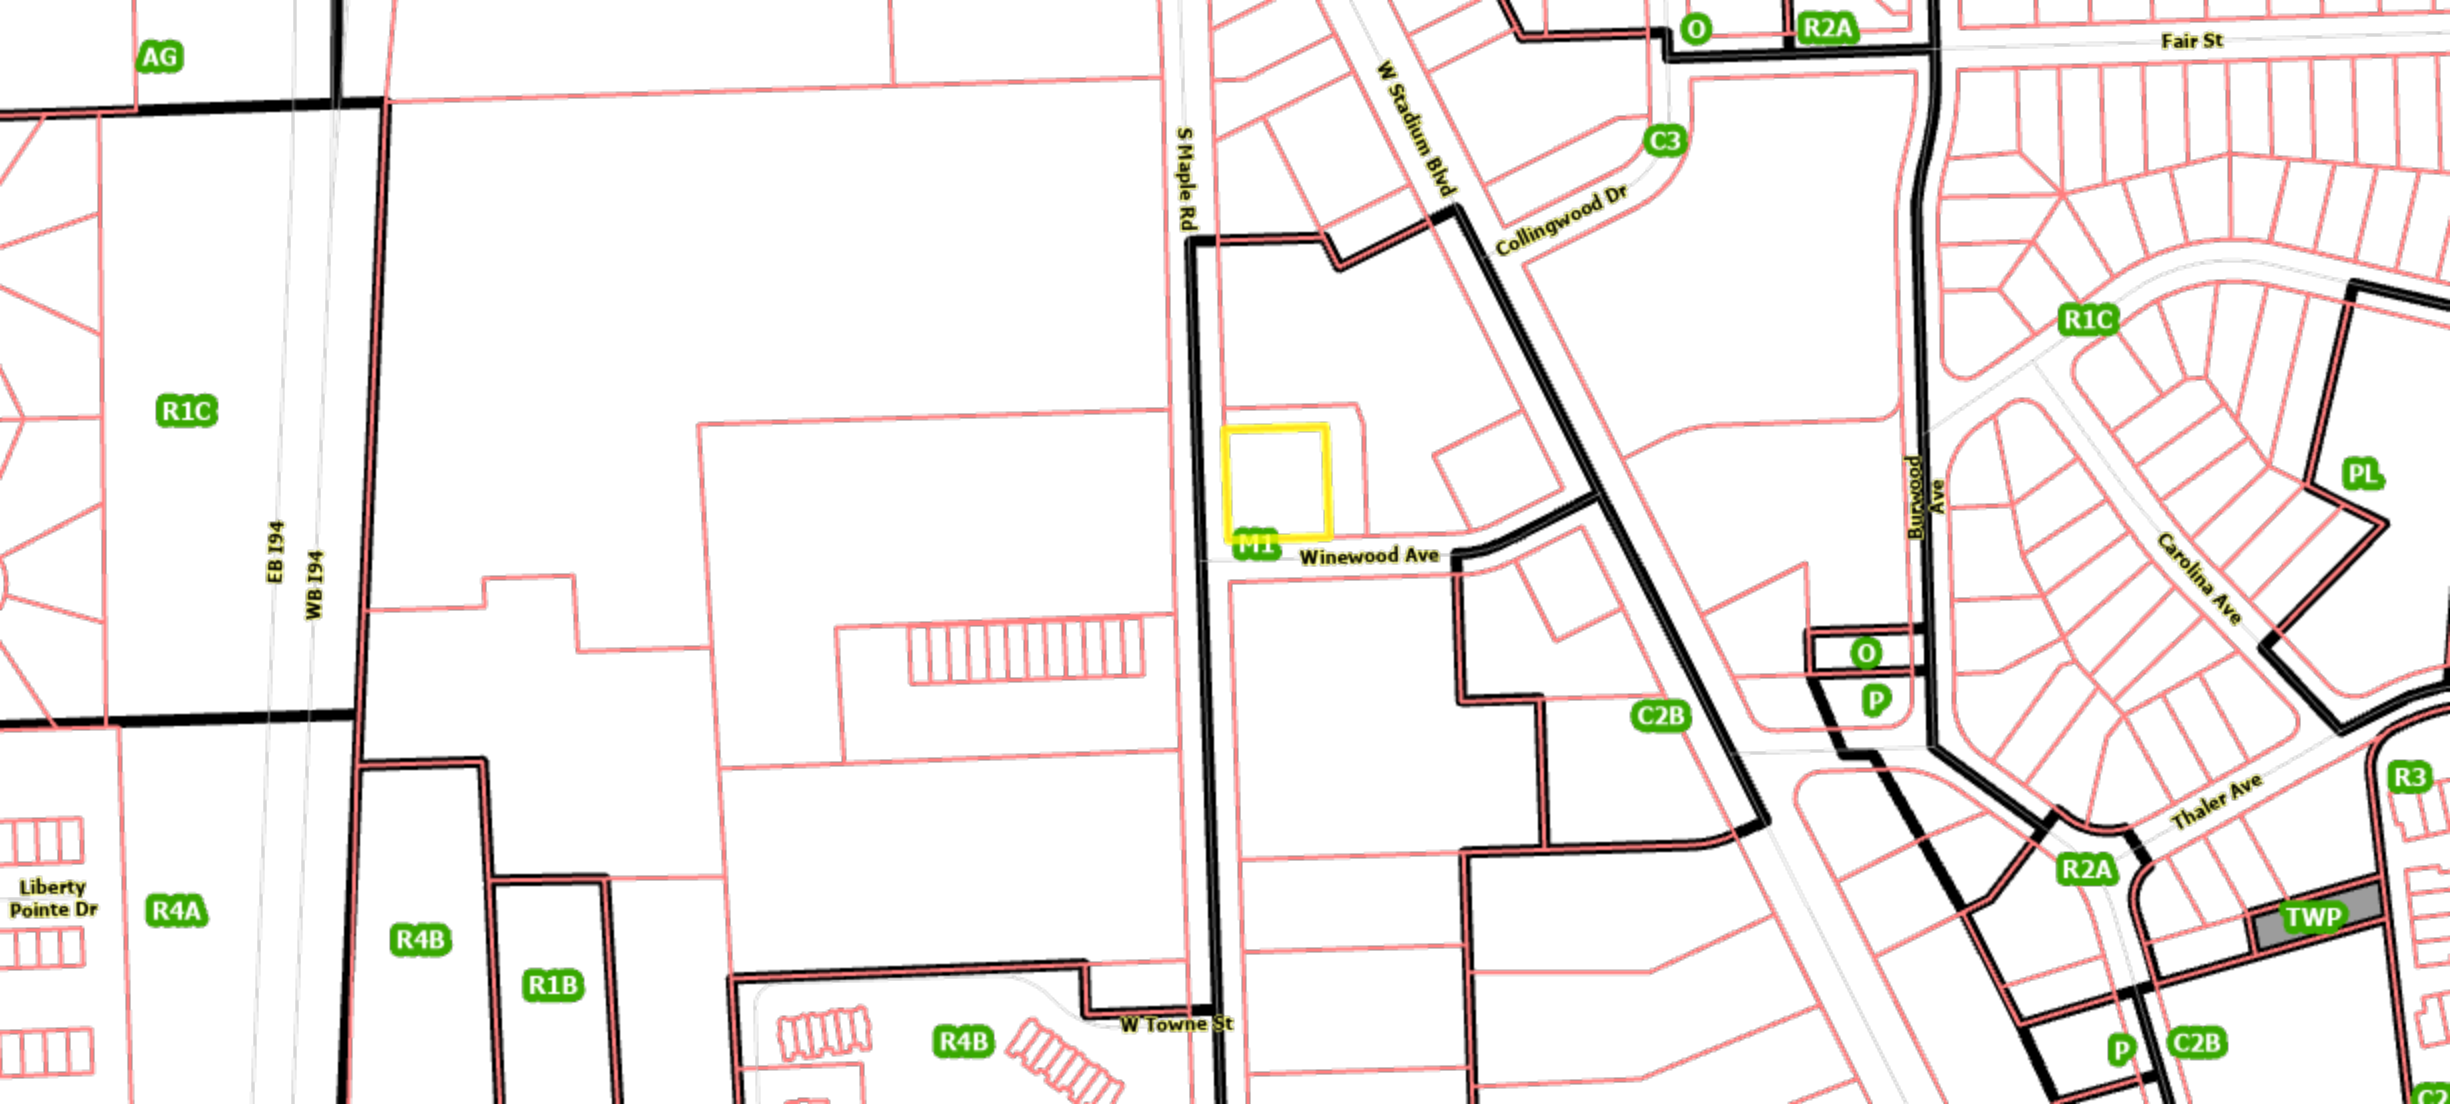 AG
O
R2A
Fair St
W Stadium Blvd
C3
S Maple Rd
Collingwood Dr
R1C
R1C
PL
Burwood
Ave
EB I94
WB I94
M1
Winewood Ave
Carolina Ave
O
P
C2B
R3
Thaler Ave
R2A
Liberty
Pointe Dr
R4A
R4B
TWP
R1B
W Towne St
R4B
P
C2B
C2